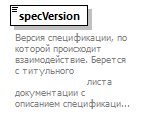 specVersion
Версия спецификации, по
которой происходит
взаимодействие. Берется
с титульного
листа
документации с
описанием спецификаци...